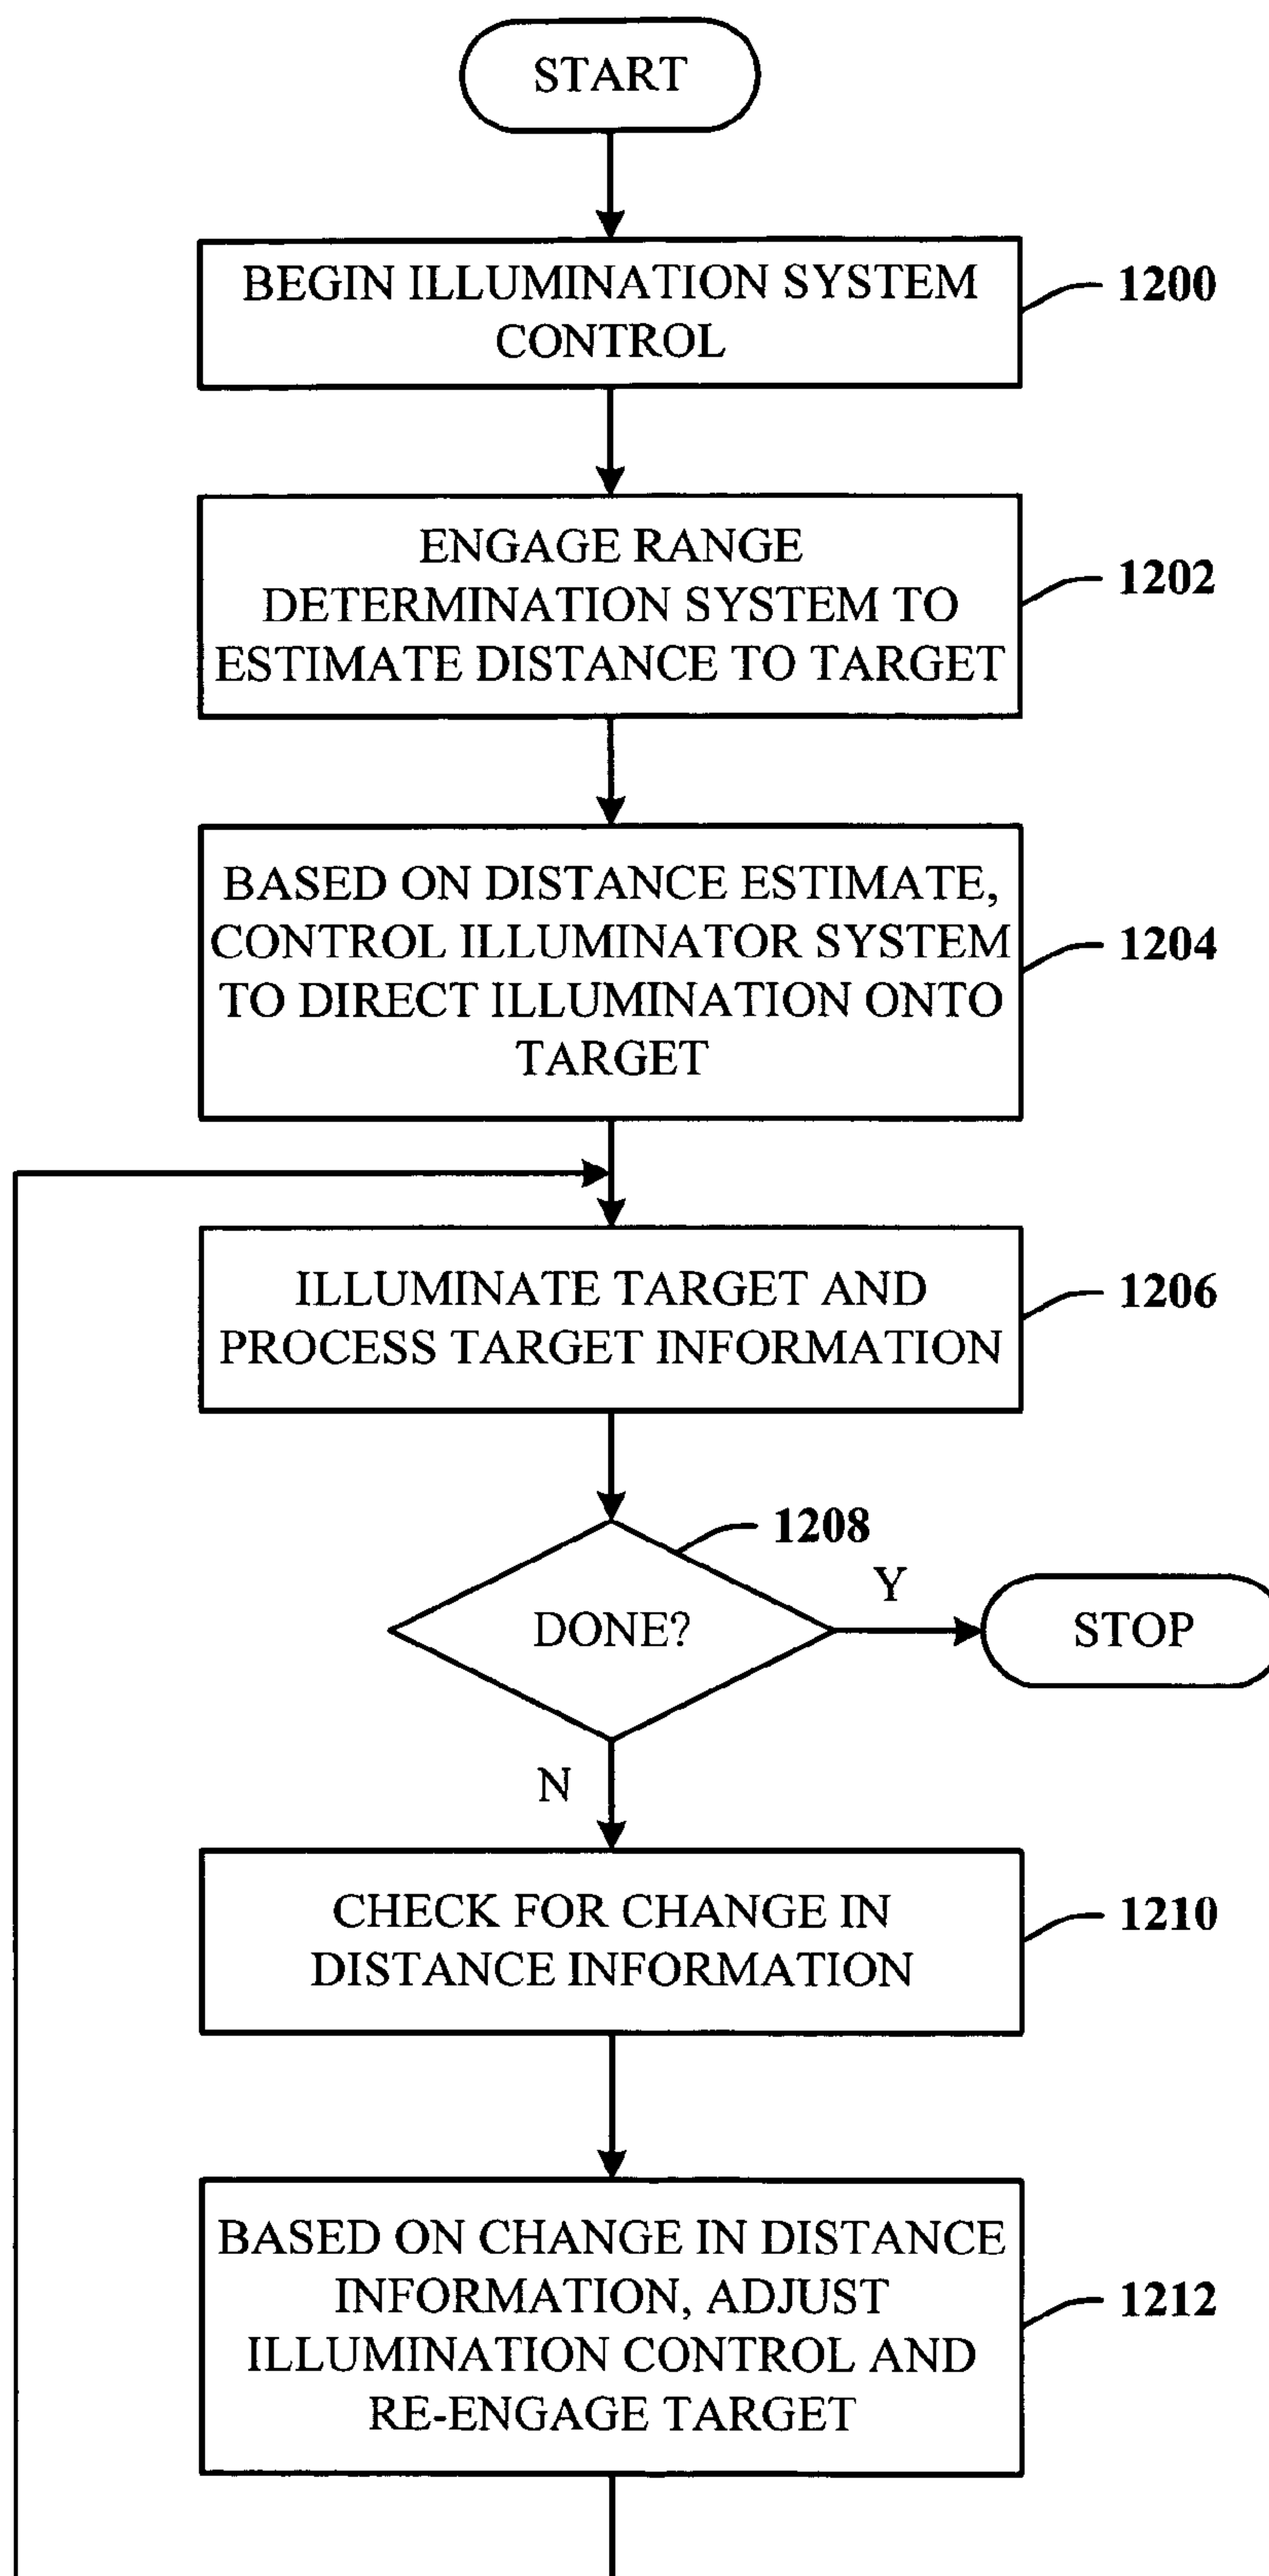 START
BEGIN ILLUMINATION SYSTEM
CONTROL
1200
ENGAGE RANGE
DETERMINATION SYSTEM TO
ESTIMATE DISTANCE TO TARGET
1202
BASED ON DISTANCE ESTIMATE,
CONTROL ILLUMINATOR SYSTEM
TO DIRECT ILLUMINATION ONTO
TARGET
1204
ILLUMINATE TARGET AND
PROCESS TARGET INFORMATION
1206
1208
DONE?
Y
STOP
N
CHECK FOR CHANGE IN
DISTANCE INFORMATION
1210
BASED ON CHANGE IN DISTANCE
INFORMATION, ADJUST
ILLUMINATION CONTROL AND
RE-ENGAGE TARGET
1212